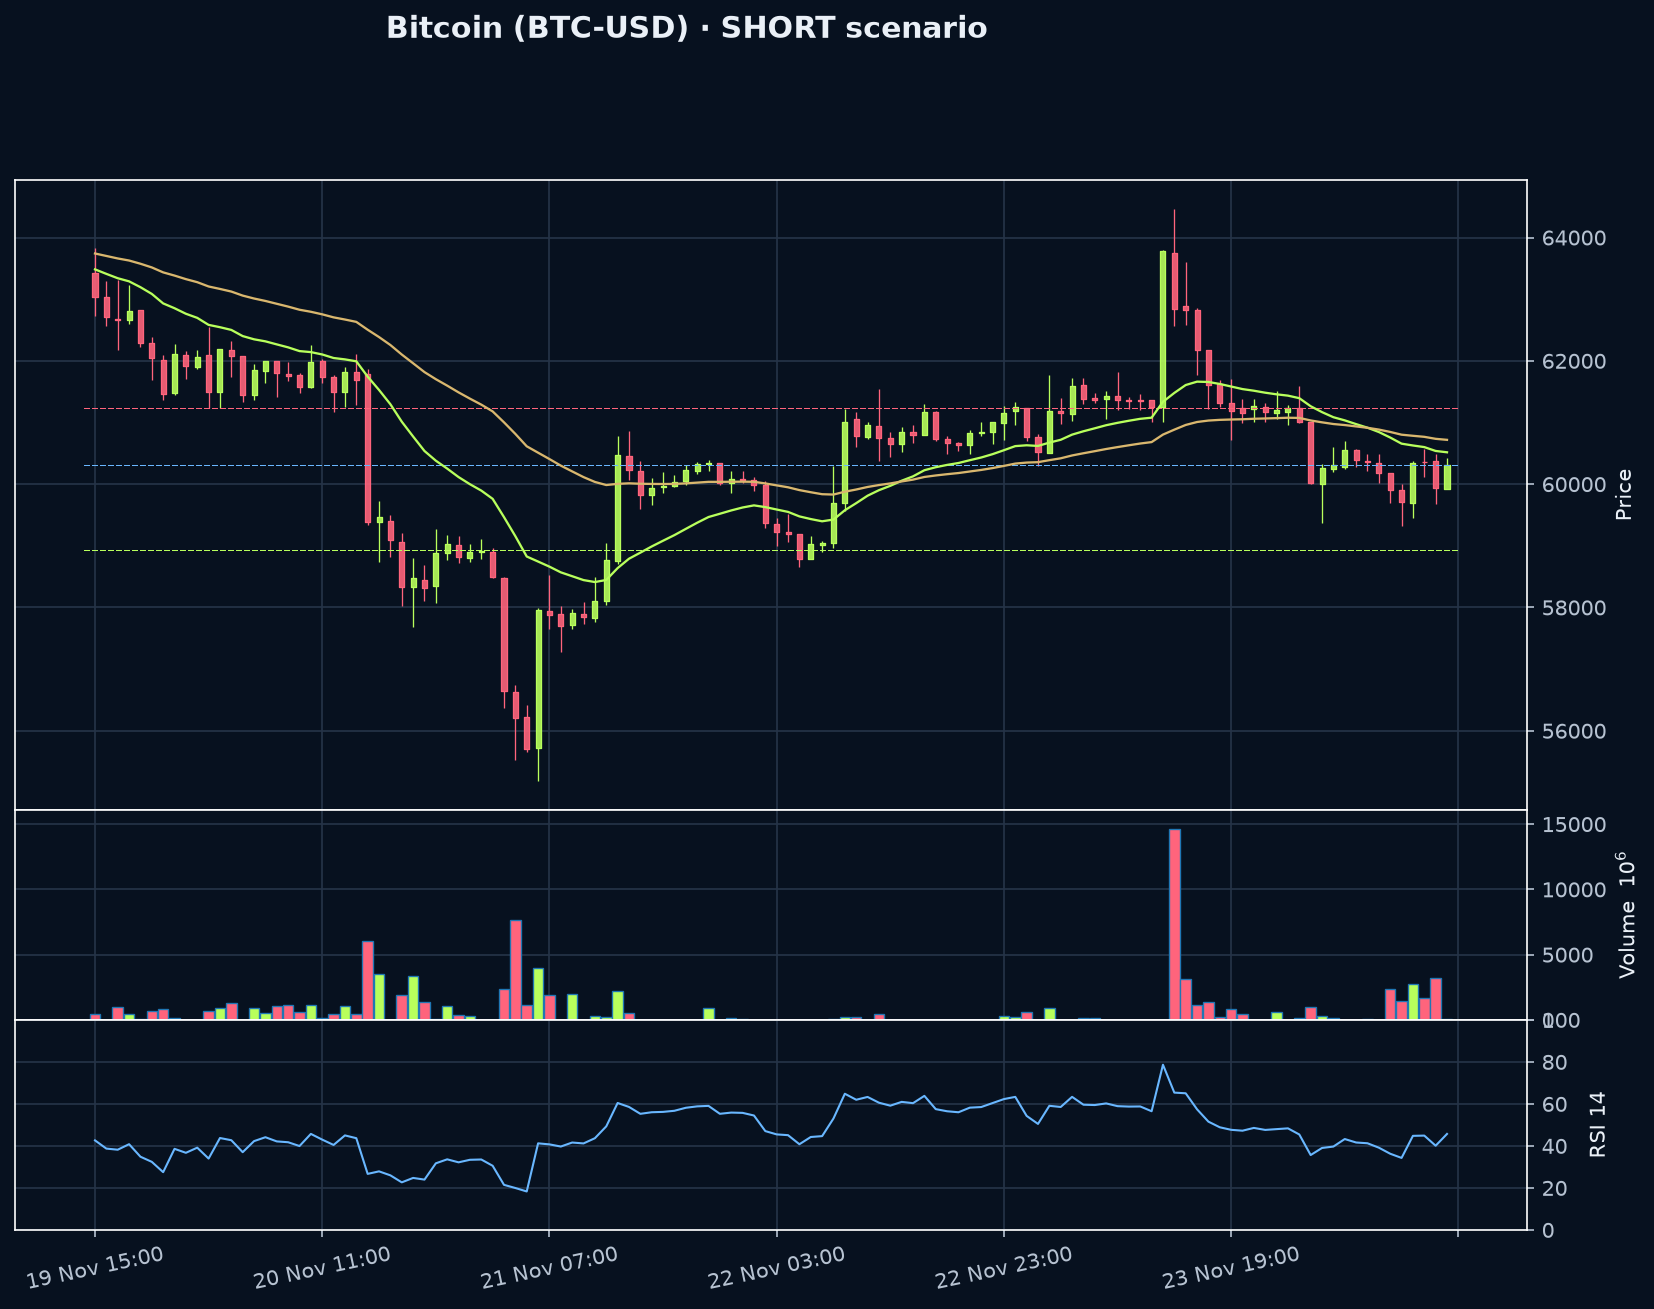 Bitcoin (BTC-USD) · SHORT scenario
64000
62000
60000
58000
56000
Price
15000
10000
5000
0
Volume 10⁶
100
80
60
40
20
0
RSI 14
19 Nov 15:00
20 Nov 11:00
21 Nov 07:00
22 Nov 03:00
22 Nov 23:00
23 Nov 19:00